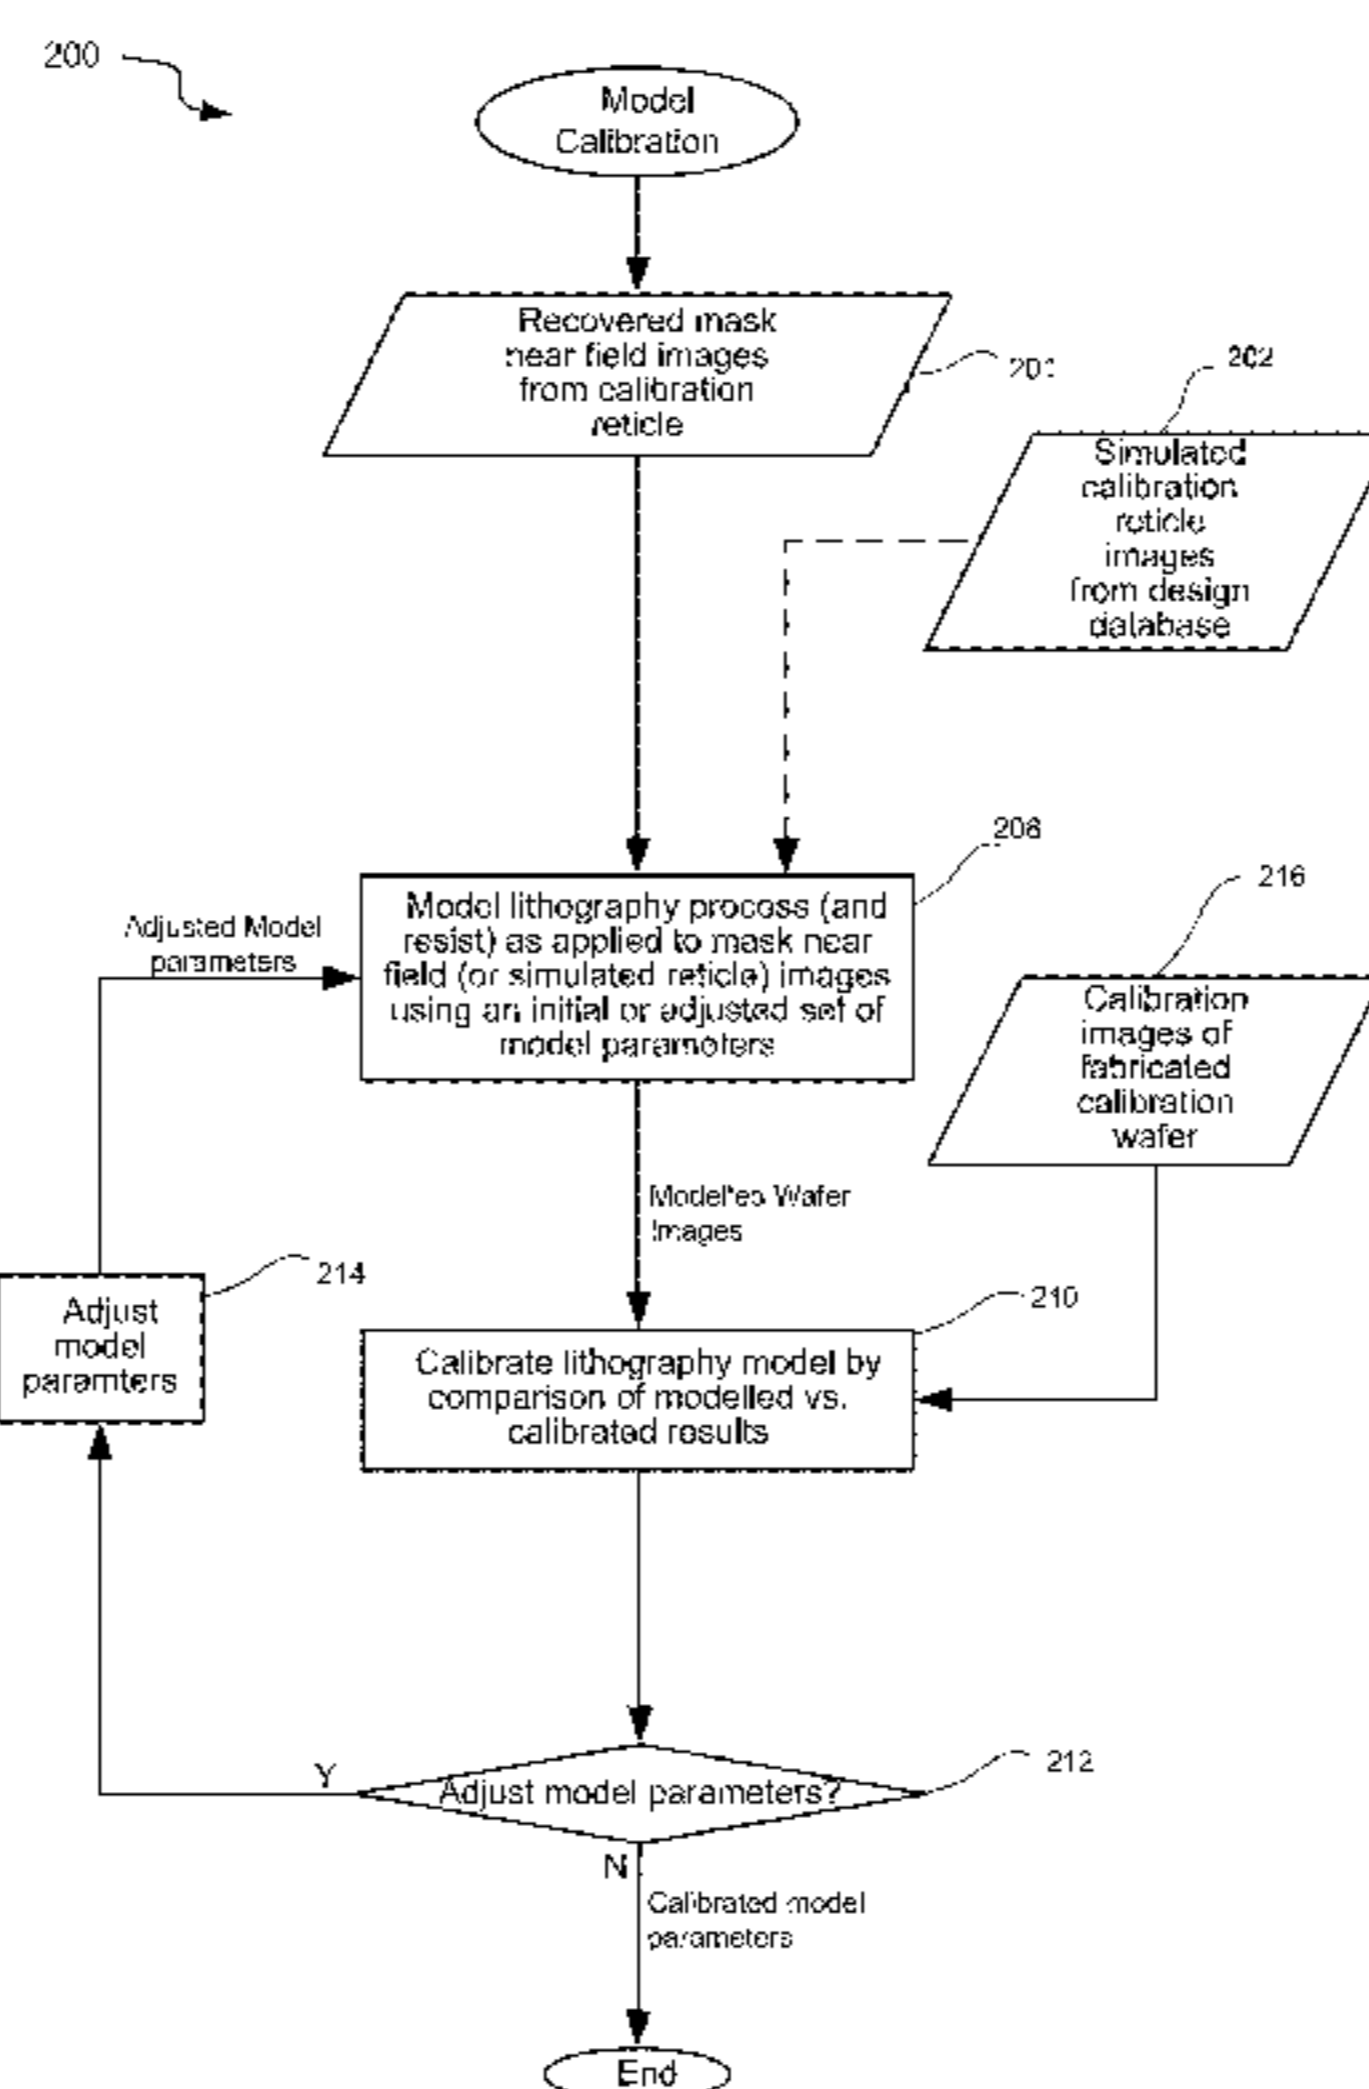 200
Model
Calibration
Recovered mask
near field images
from calibration
reticle
201
202
Simulated
calibration
reticle
images
from design
database
208
Model lithography process (and
resist) as applied to mask near
field (or simulated reticle) images
using an initial or adjusted set of
model parameters
Adjusted Model
parameters
216
Calibration
images of
fabricated
calibration
wafer
Wafer
Images
214
Adjust
model
paramters
210
Calibrate lithography model by
comparison of modelled vs.
calibrated results
212
Adjust model parameters?
Y
N
Calibrated model
parameters
End